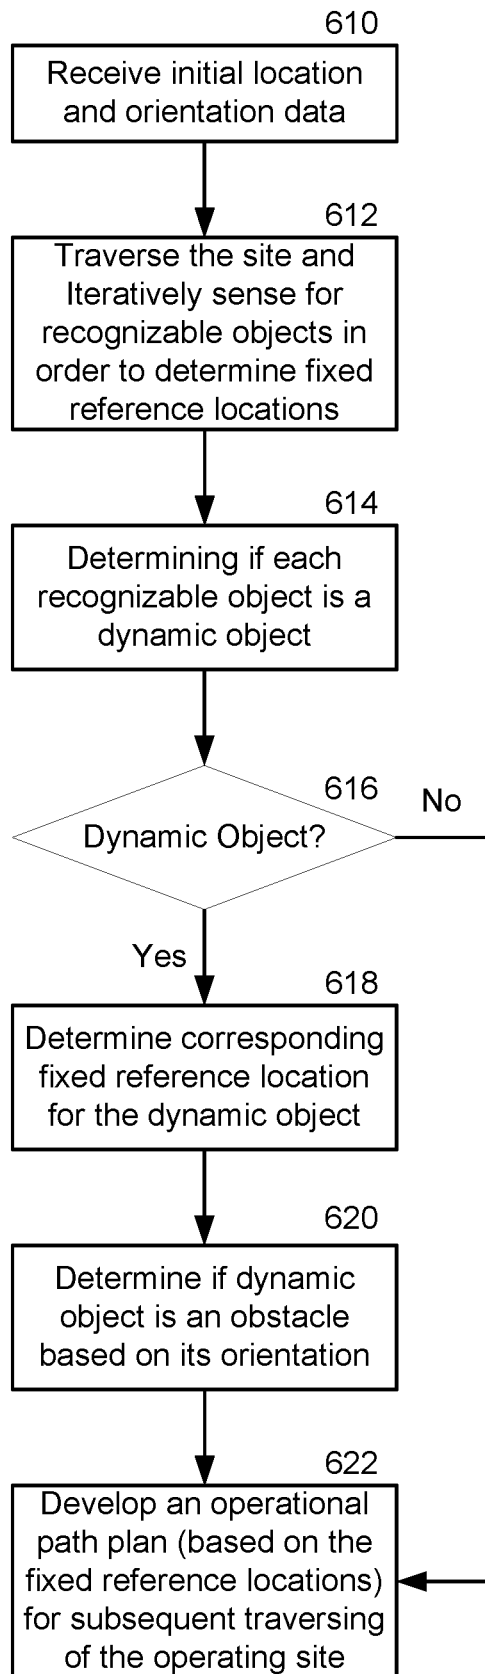 610
Receive initial location
and orientation data
612
Traverse the site and
Iteratively sense for
recognizable objects in
order to determine fixed
reference locations
614
Determining if each
recognizable object is a
dynamic object
616
No
Dynamic Object?
Yes
618
Determine corresponding
fixed reference location
for the dynamic object
620
Determine if dynamic
object is an obstacle
based on its orientation
622
Develop an operational
path plan (based on the
fixed reference locations)
for subsequent traversing
of the operating site